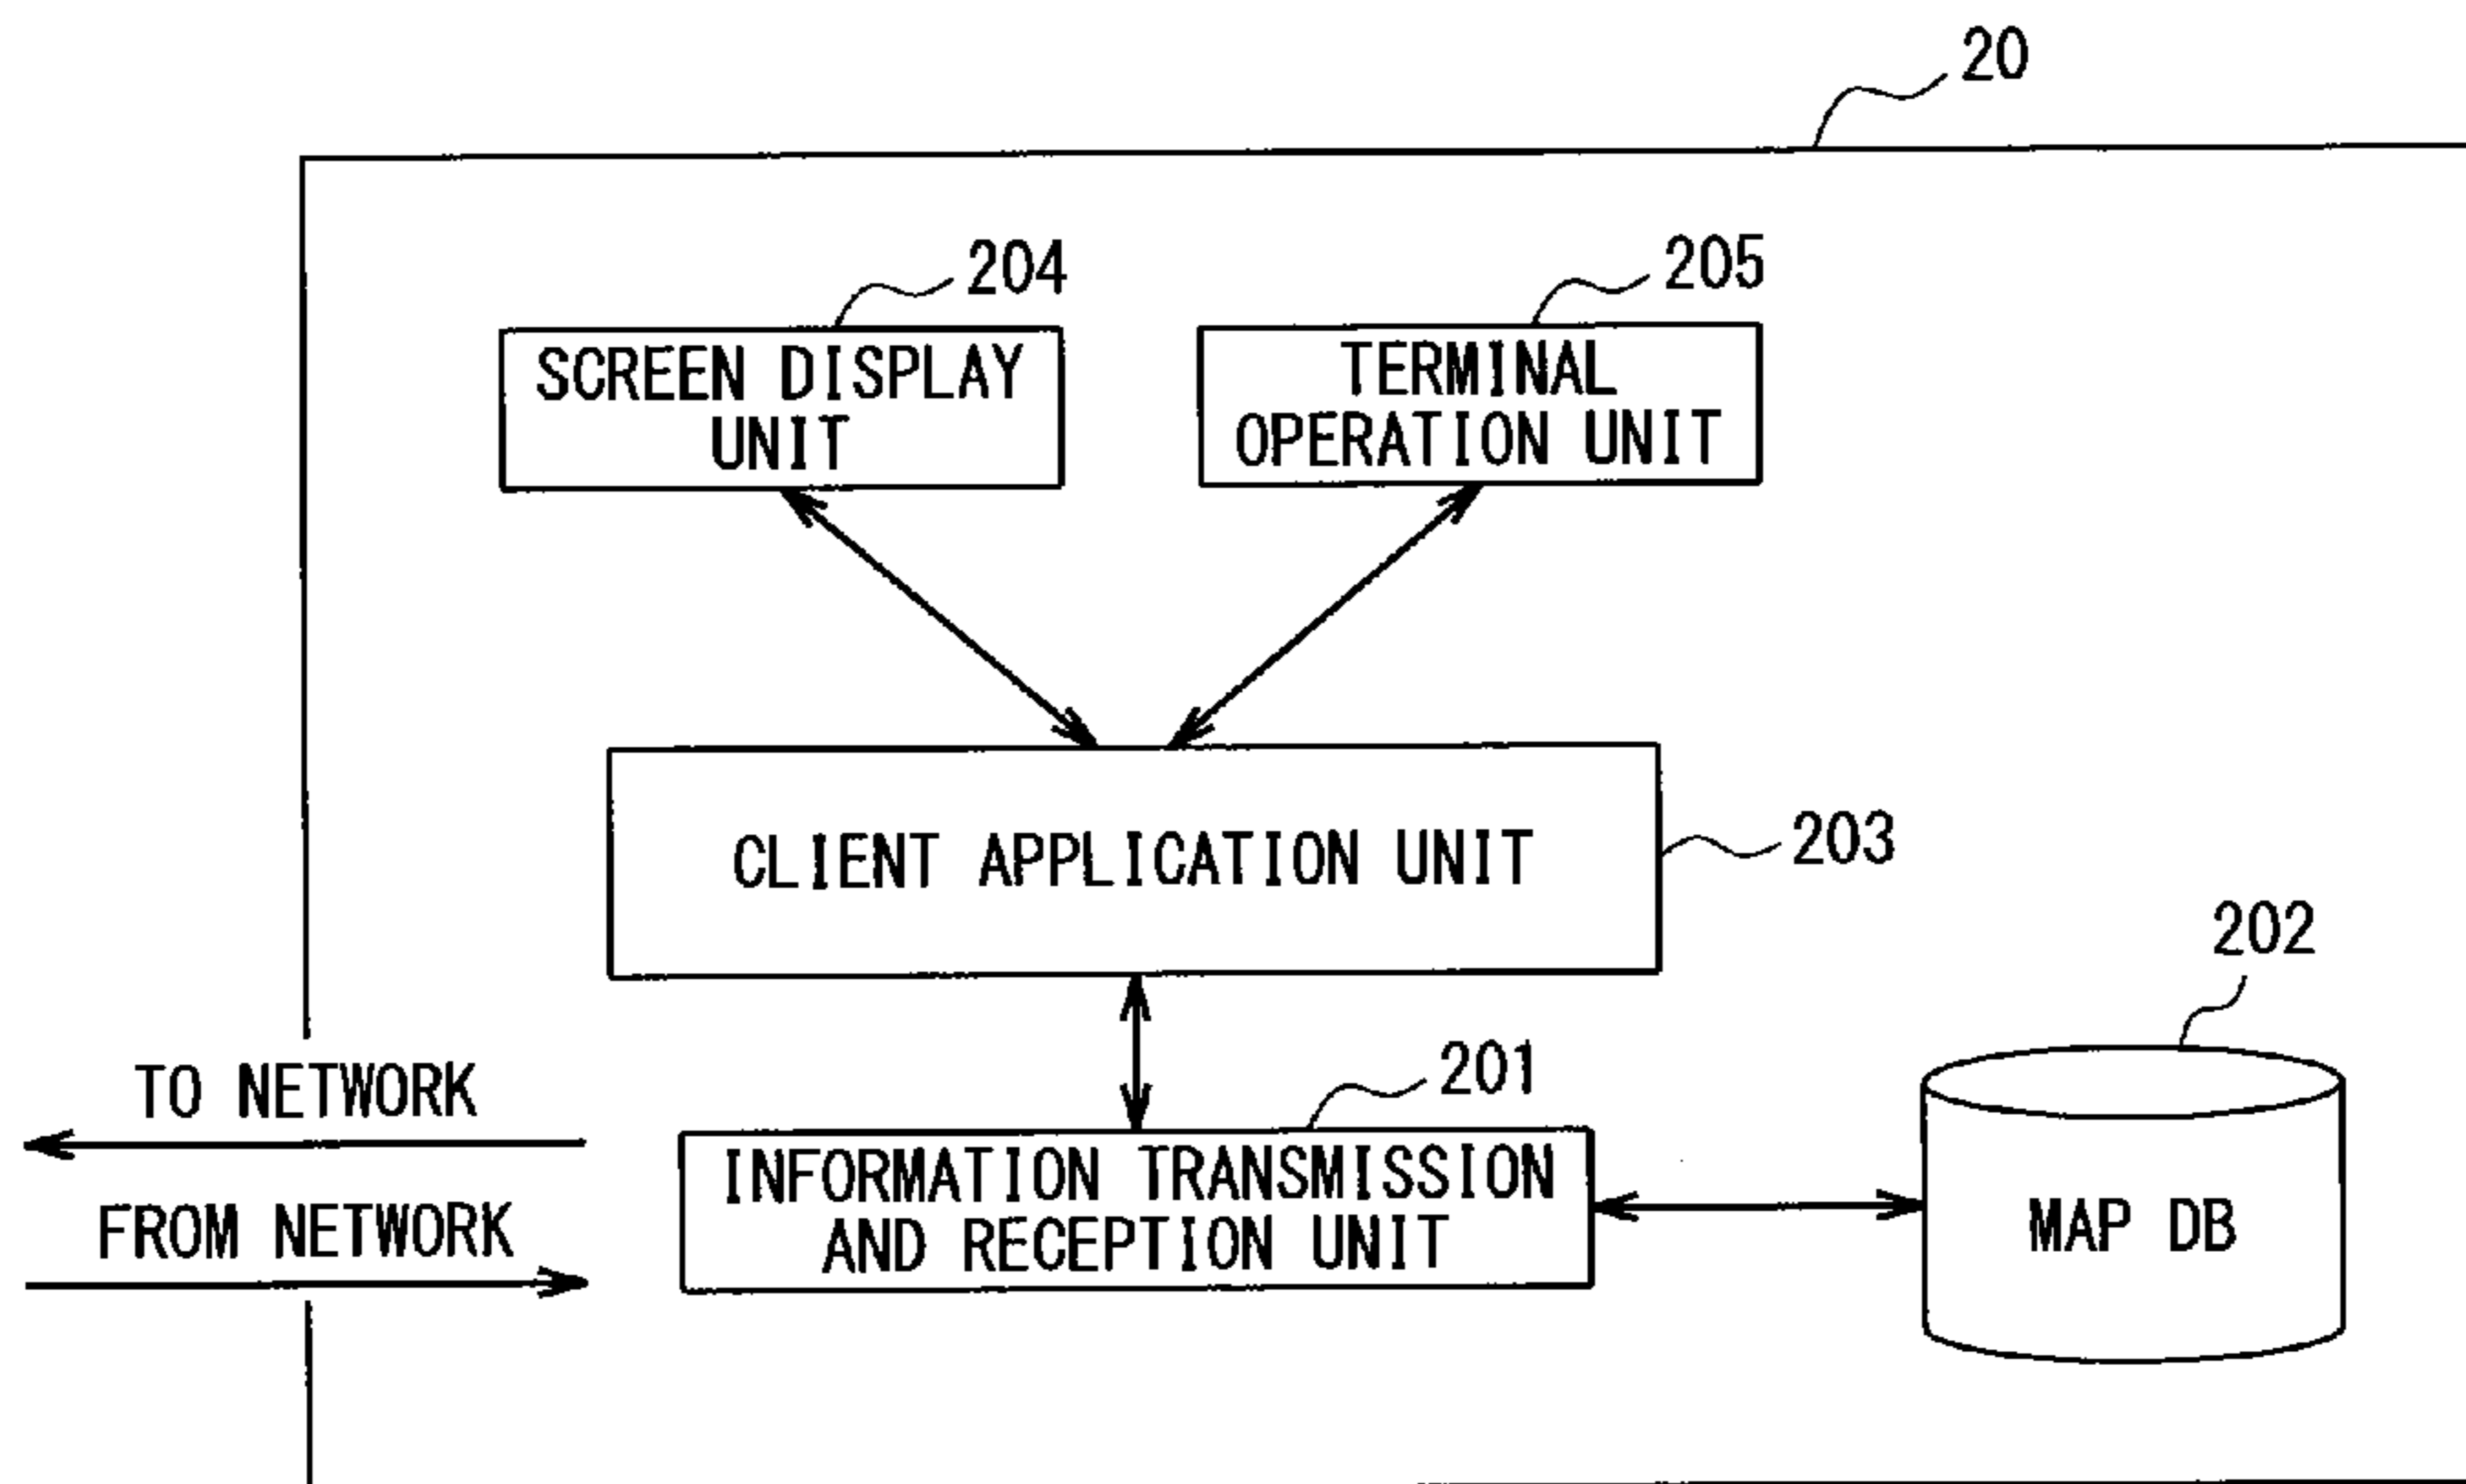 20
204
205
SCREEN DISPLAY
UNIT
TERMINAL
OPERATION UNIT
CLIENT APPLICATION UNIT
203
202
TO NETWORK
201
INFORMATION TRANSMISSION
AND RECEPTION UNIT
FROM NETWORK
MAP DB